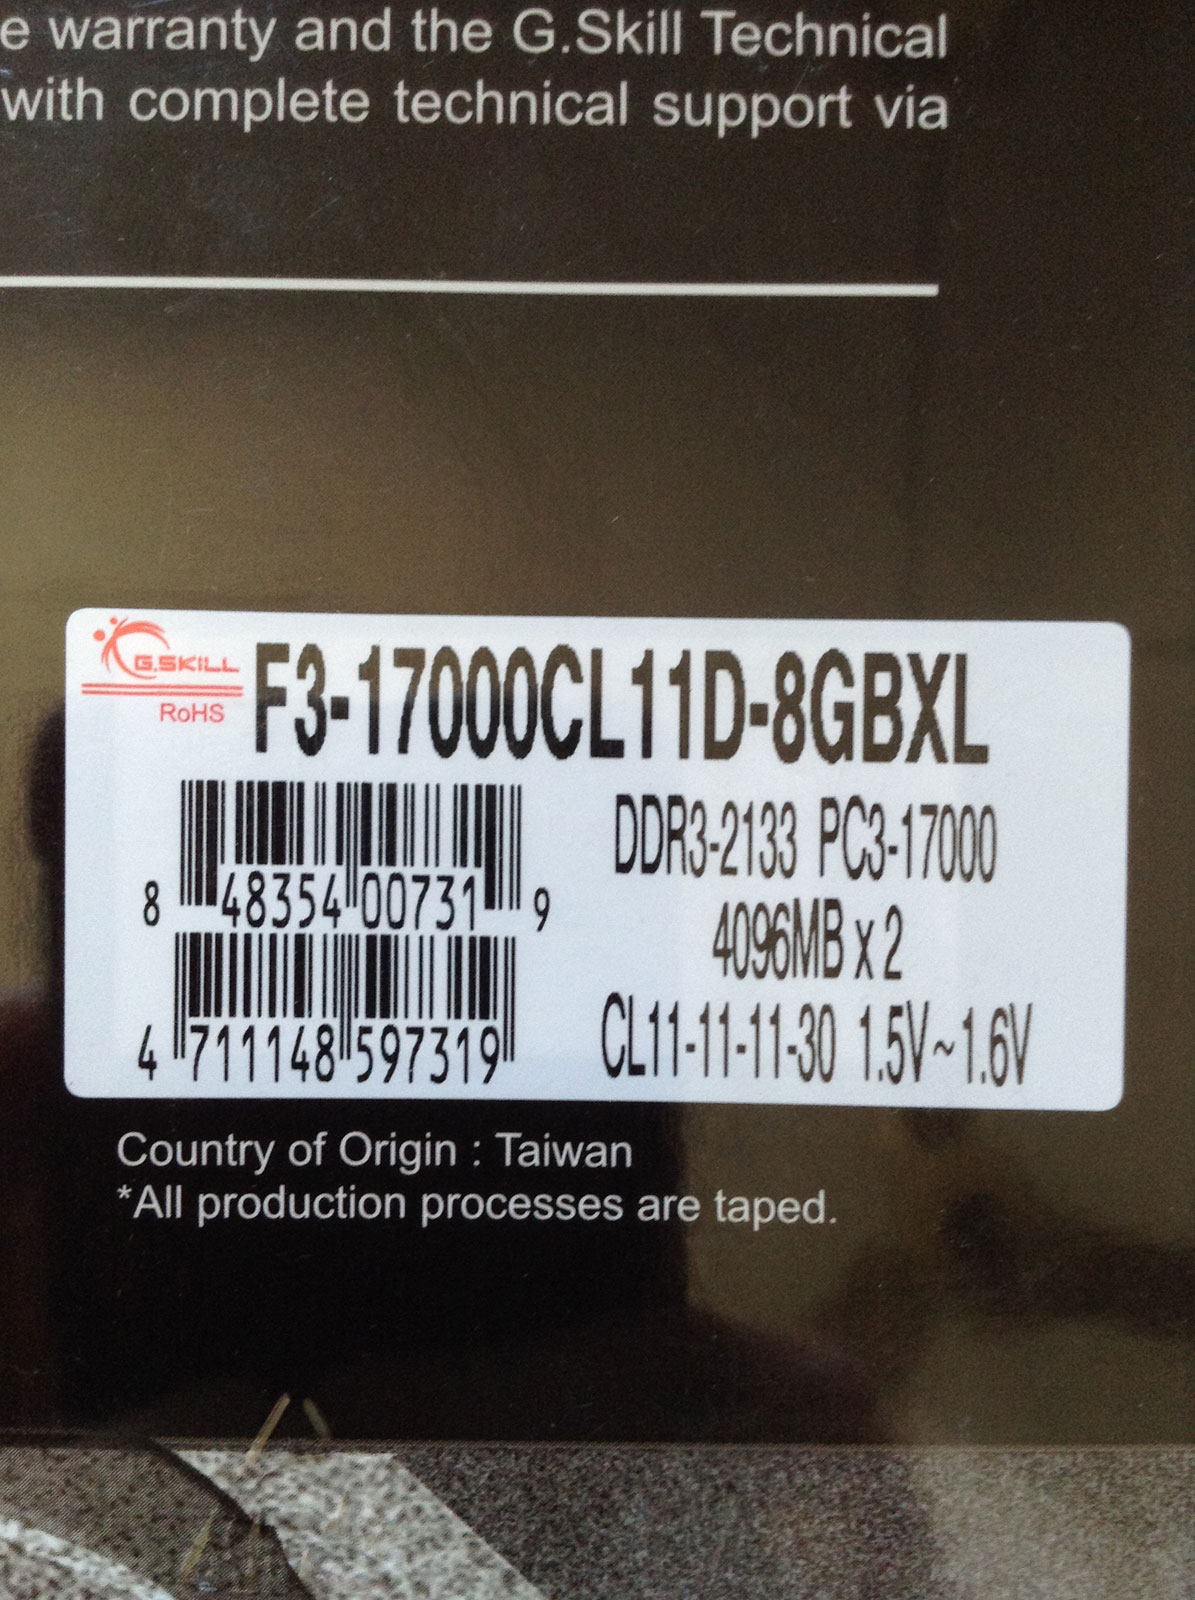 e warranty and the G.Skill Technical
with complete technical support via
G.SKILL
RoHS
F3-17000CL11D-8GBXL
DDR3-2133 PC3-17000
4096MB x 2
CL11-11-11-30 1.5V~1.6V
8 48354 00731 9
4 711148 597319
Country of Origin : Taiwan
*All production processes are taped.